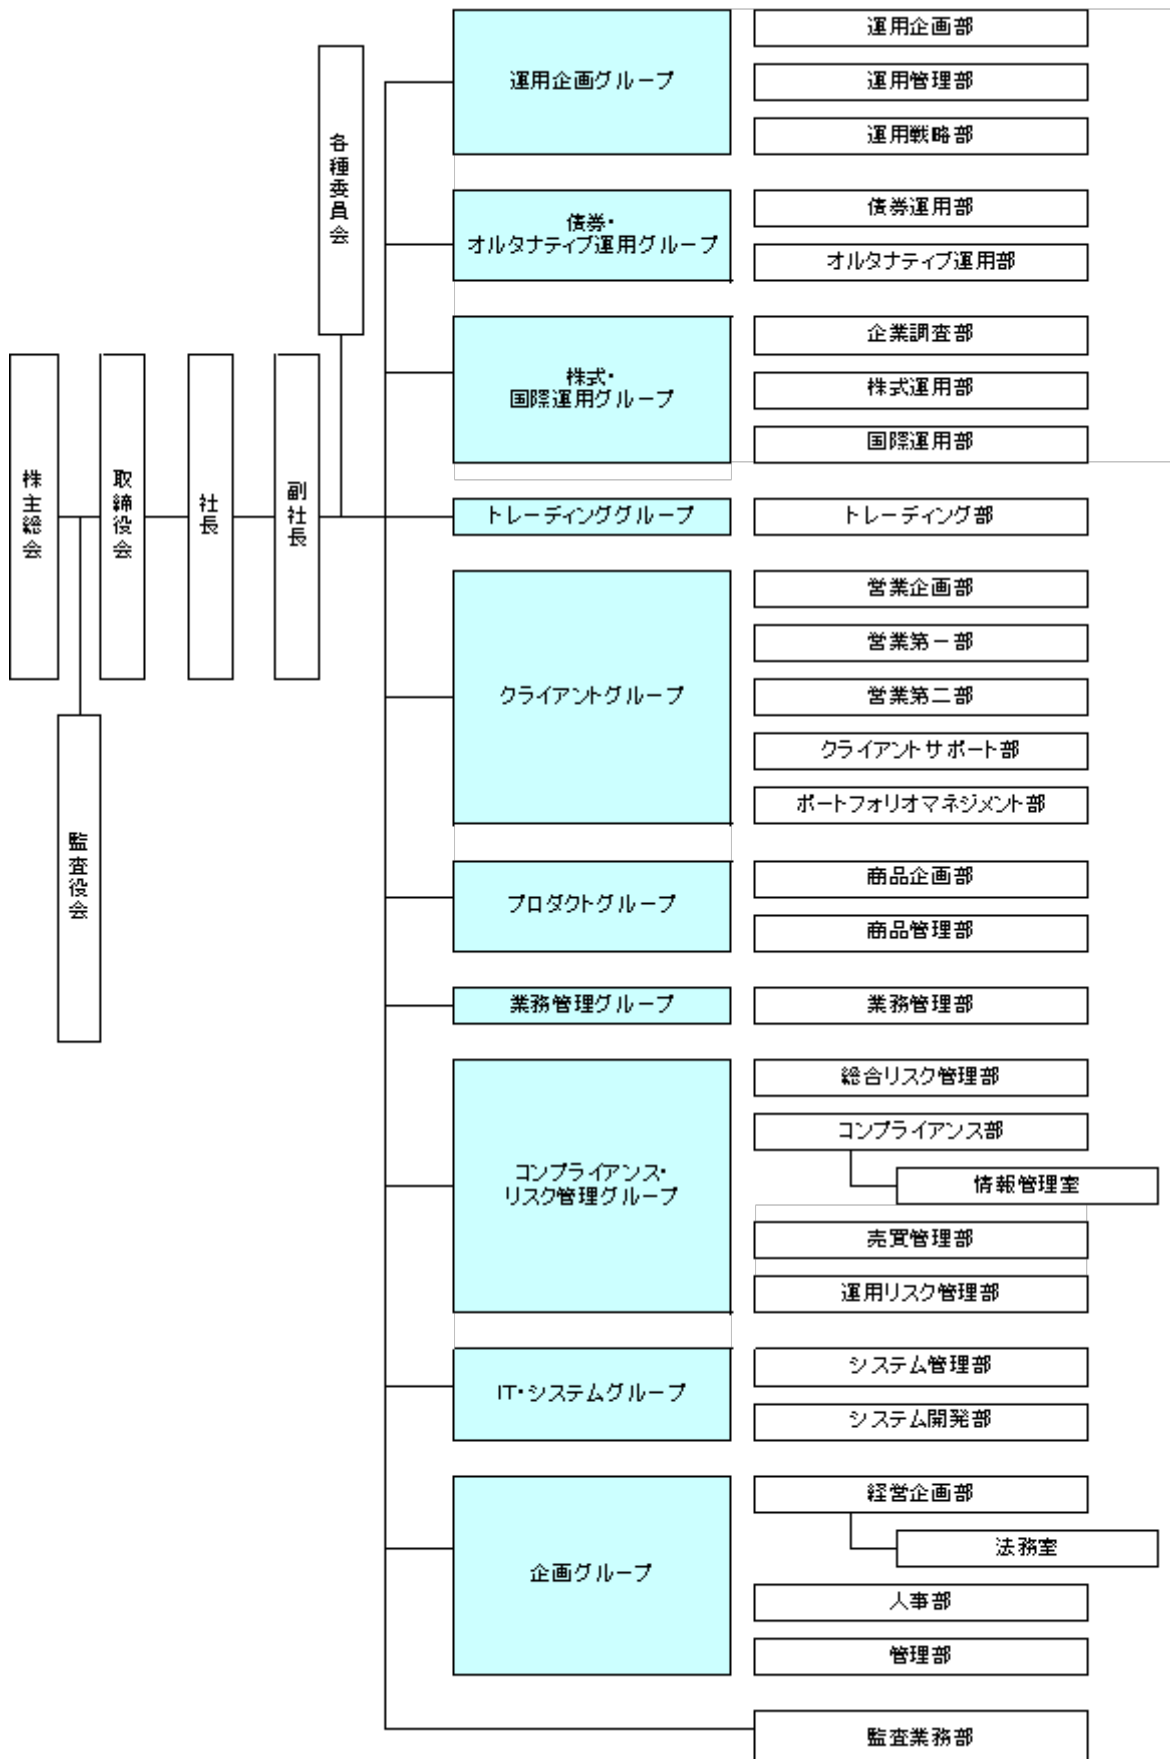 株主総会
監査役会
取締役会
社長
副社長
各種委員会
運用企画グループ
運用企画部
運用管理部
運用戦略部
債券・
オルタナティブ運用グループ
債券運用部
オルタナティブ運用部
株式・
国際運用グループ
企業調査部
株式運用部
国際運用部
トレーディンググループ
トレーディング部
クライアントグループ
営業企画部
営業第一部
営業第二部
クライアントサポート部
ポートフォリオマネジメント部
プロダクトグループ
商品企画部
商品管理部
業務管理グループ
業務管理部
コンプライアンス・
リスク管理グループ
総合リスク管理部
コンプライアンス部
情報管理室
売買管理部
運用リスク管理部
IT・システムグループ
システム管理部
システム開発部
企画グループ
経営企画部
法務室
人事部
管理部
監査業務部